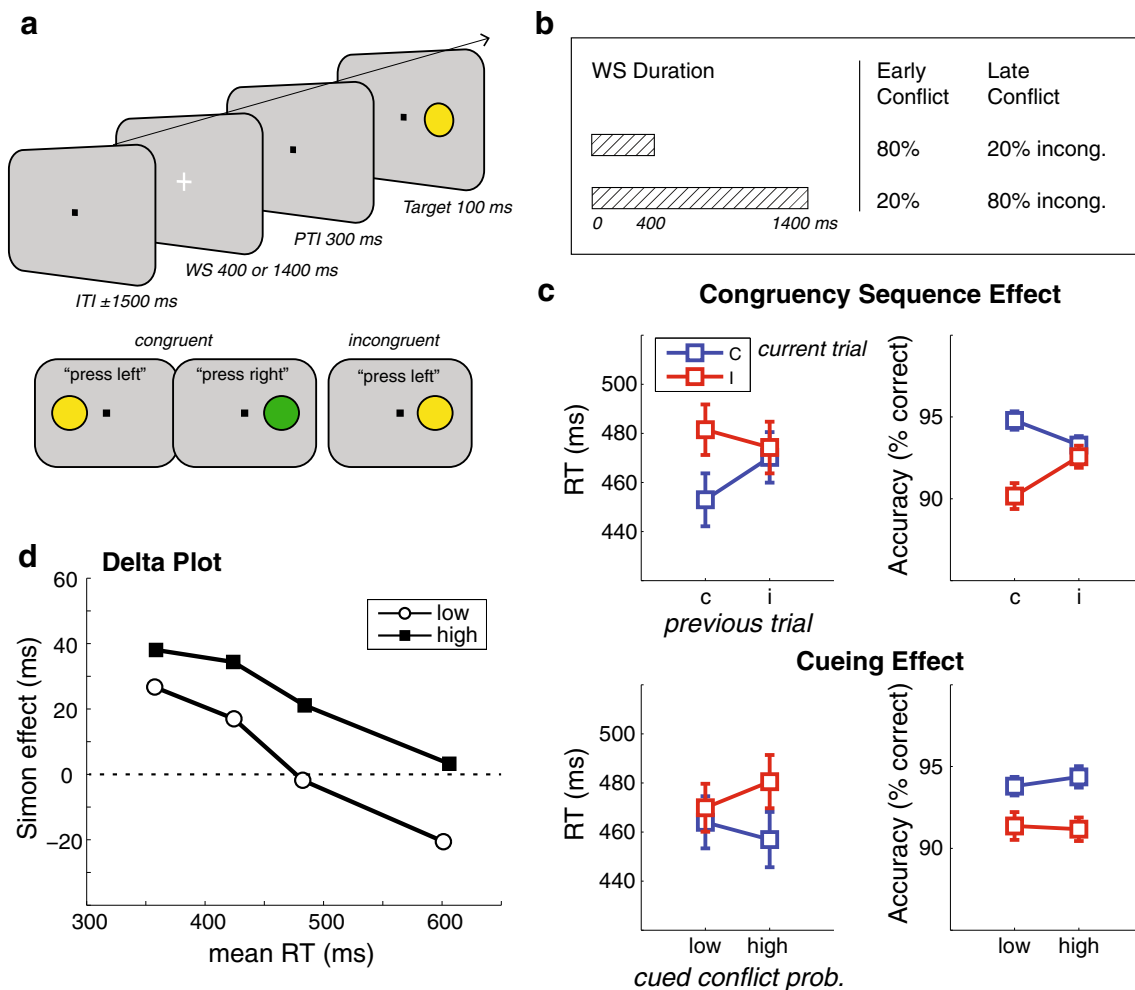 a
Target 100 ms
PTI 300 ms
WS 400 or 1400 ms
ITI ±1500 ms
congruent
incongruent
“press left”
“press right”
“press left”
b
WS Duration
Early Conflict
Late Conflict
80%
20% incong.
20%
80% incong.
0
400
1400 ms
c
Congruency Sequence Effect
C
I
current trial
RT (ms)
500
480
460
440
c
i
previous trial
Accuracy (% correct)
95
90
c
i
Cueing Effect
RT (ms)
500
480
460
440
low
high
cued conflict prob.
Accuracy (% correct)
95
90
low
high
d
Delta Plot
low
high
Simon effect (ms)
60
40
20
0
−20
300
400
500
600
mean RT (ms)